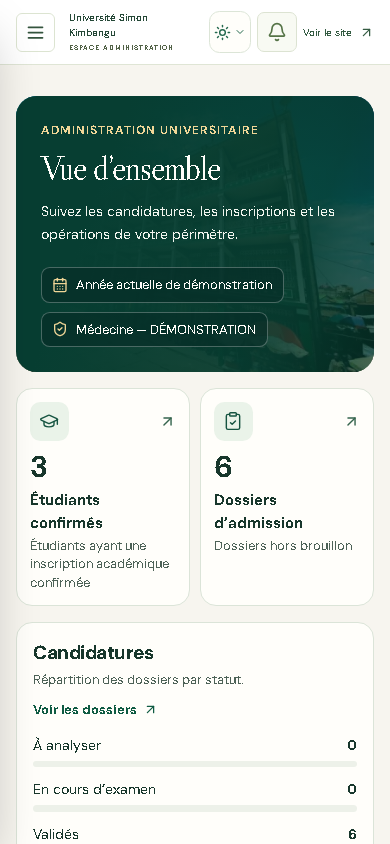 Université Simon
Kimbangu
ESPACE ADMINISTRATION
Voir le site
ADMINISTRATION UNIVERSITAIRE
Vue d’ensemble
Suivez les candidatures, les inscriptions et les
opérations de votre périmètre.
Année actuelle de démonstration
Médecine — DÉMONSTRATION
3
Étudiants
confirmés
Étudiants ayant une
inscription académique
confirmée
6
Dossiers
d’admission
Dossiers hors brouillon
Candidatures
Répartition des dossiers par statut.
Voir les dossiers
À analyser 0
En cours d’examen 0
Validés 6